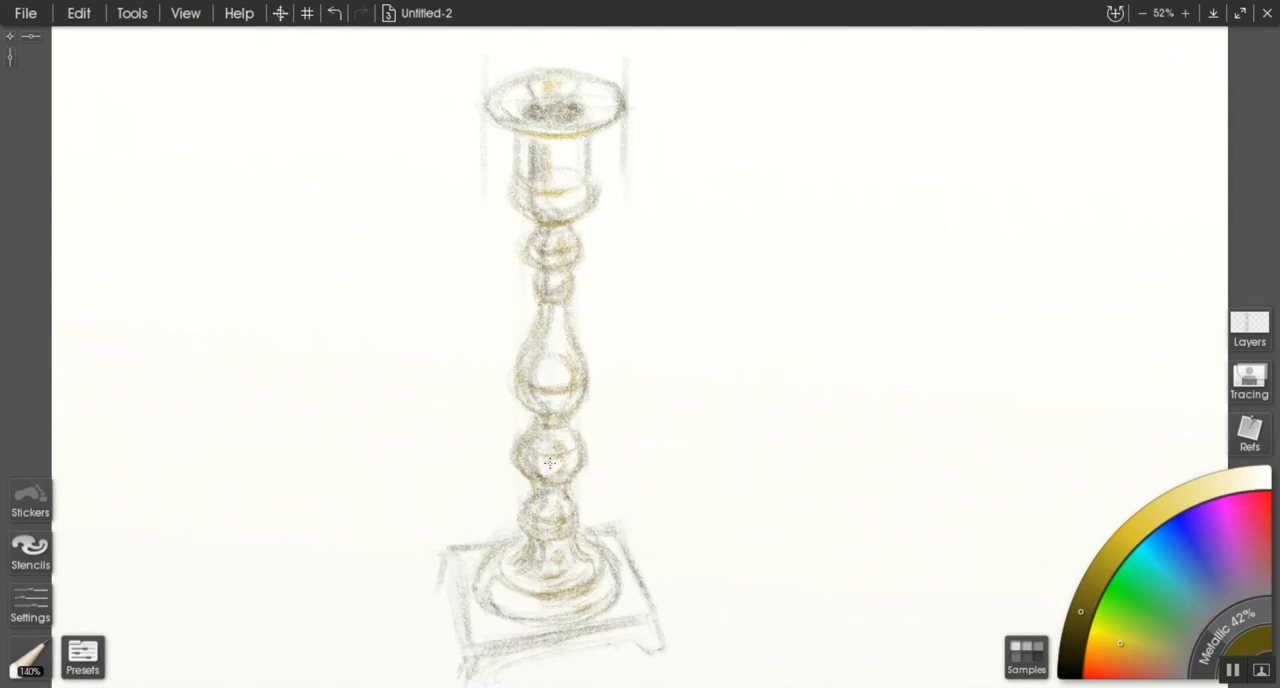 File Edit Tools View Help 3 Untitled-2 52%
Layers
Tracing
Refs
Stickers
Stencils
Settings
140%
Presets
Samples
Metallic 42%